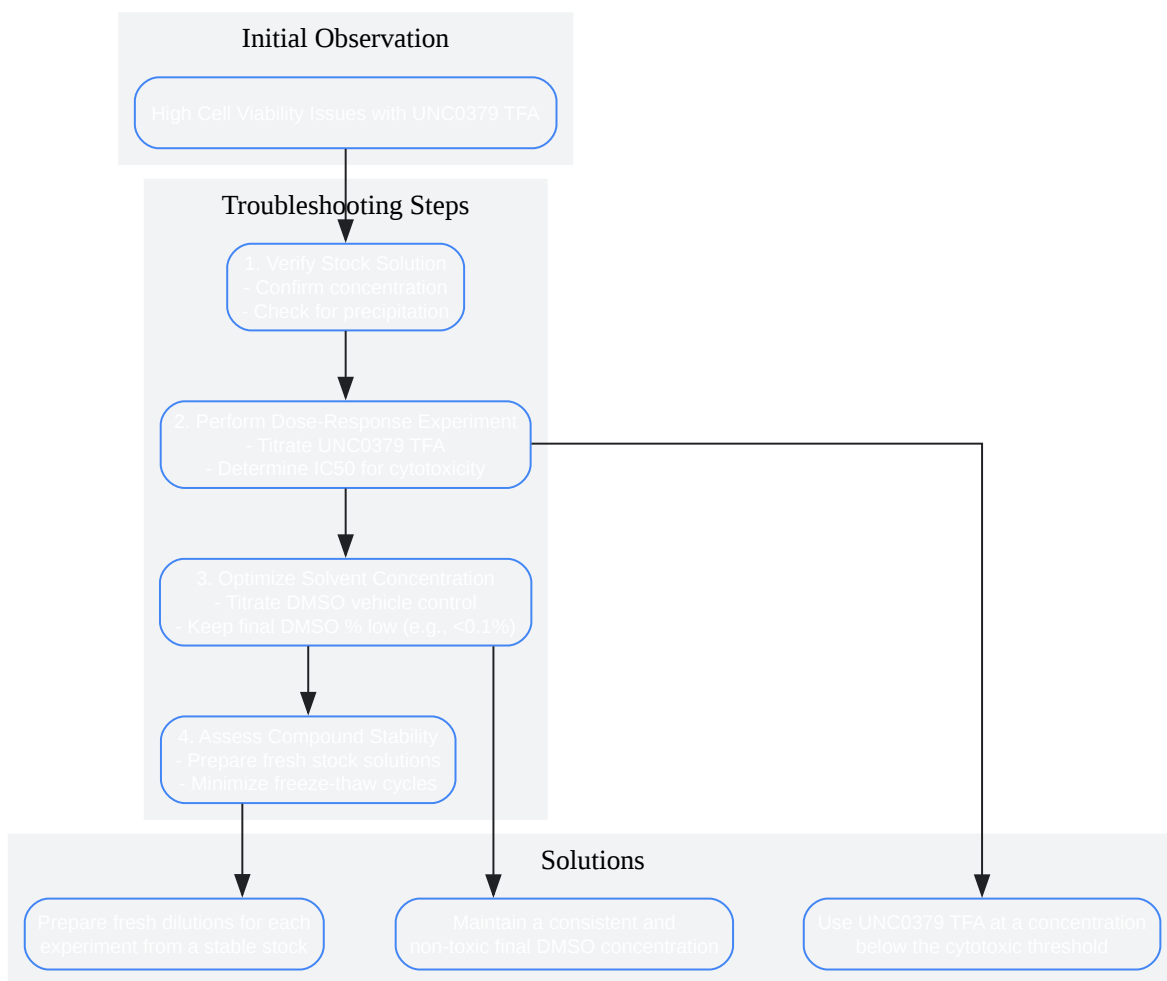 Initial Observation
High Cell Viability Issues with UNC0379 TFA
Troubleshooting Steps
1. Verify Stock Solution
- Confirm concentration
- Check for precipitation
2. Perform Dose-Response Experiment
- Titrate UNC0379 TFA
- Determine IC50 for cytotoxicity
3. Optimize Solvent Concentration
- Titrate DMSO vehicle control
- Keep final DMSO % low (e.g., <0.1%)
4. Assess Compound Stability
- Prepare fresh stock solutions
- Minimize freeze-thaw cycles
Solutions
Prepare fresh dilutions for each
experiment from a stable stock
Maintain a consistent and
non-toxic final DMSO concentration
Use UNC0379 TFA at a concentration
below the cytotoxic threshold